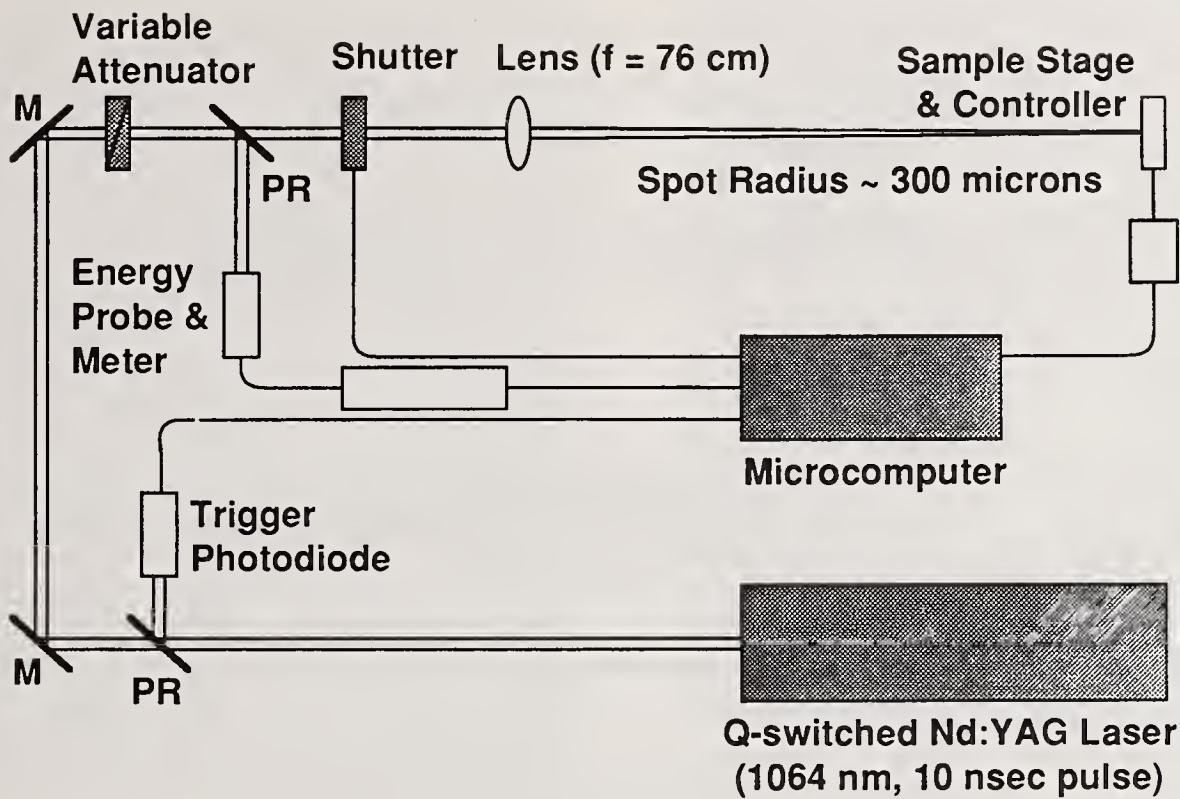 Variable
Attenuator
M
Shutter
Lens (f = 76 cm)
Sample Stage
& Controller
PR
Spot Radius ~ 300 microns
Energy
Probe &
Meter
Microcomputer
Trigger
Photodiode
M
PR
Q-switched Nd:YAG Laser
(1064 nm, 10 nsec pulse)